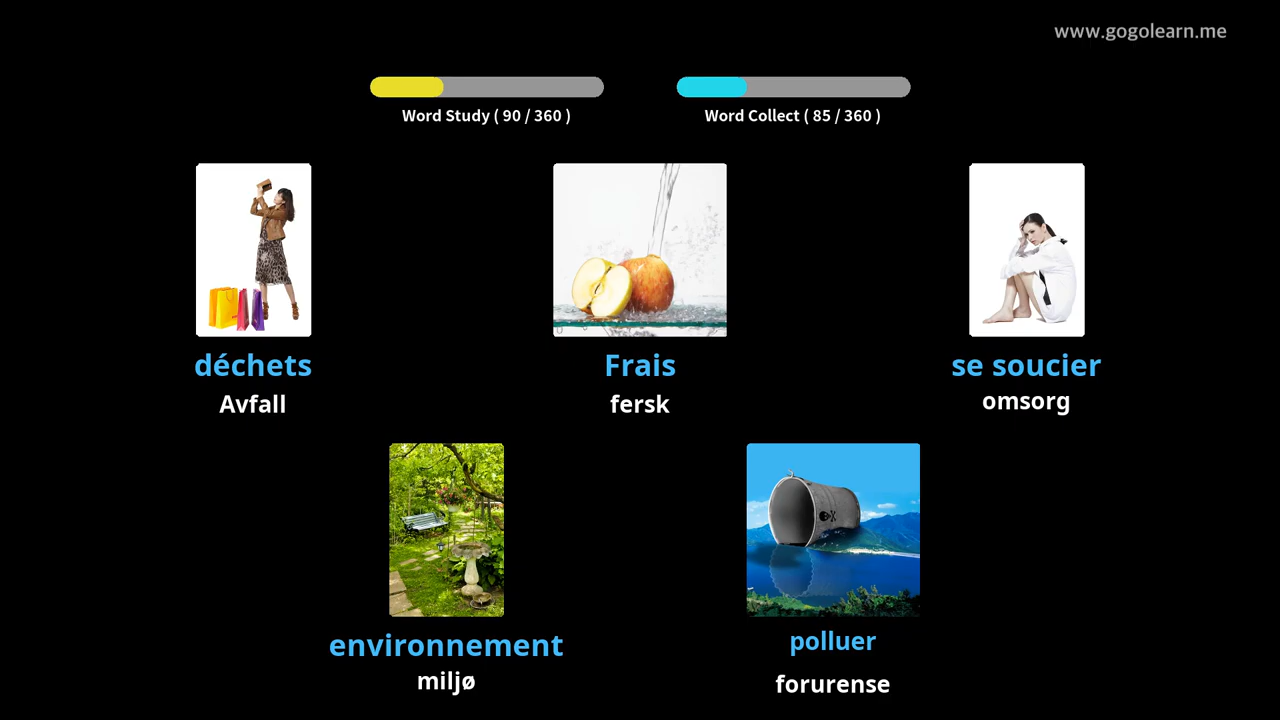 www.gogolearn.me
Word Study ( 90 / 360 )
Word Collect ( 85 / 360 )
déchets
Avfall
Frais
fersk
se soucier
omsorg
environnement
miljø
polluer
forurense